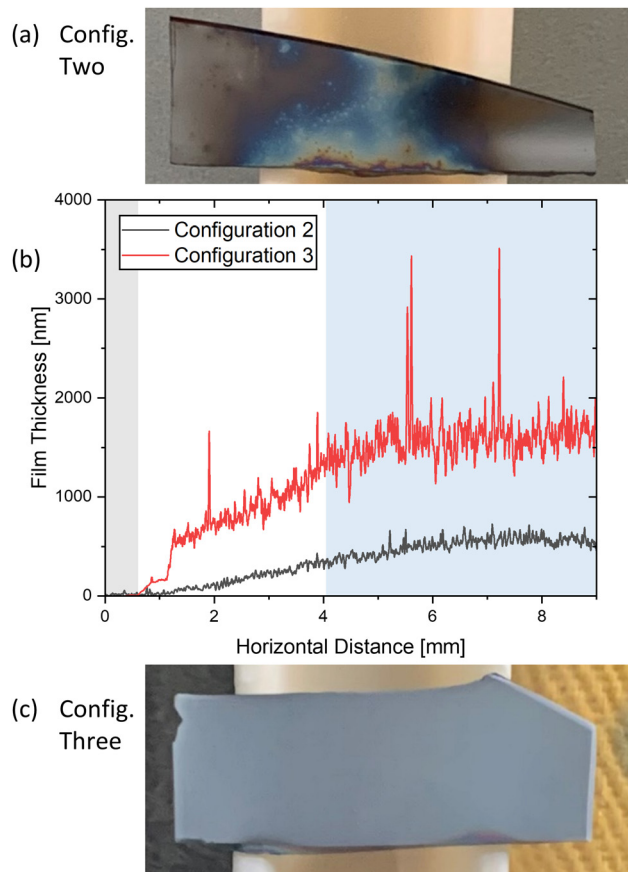 (a) Config.
Two
(b)
4000
3000
2000
1000
0
Film Thickness [nm]
Configuration 2
Configuration 3
0 2 4 6 8
Horizontal Distance [mm]
(c) Config.
Three